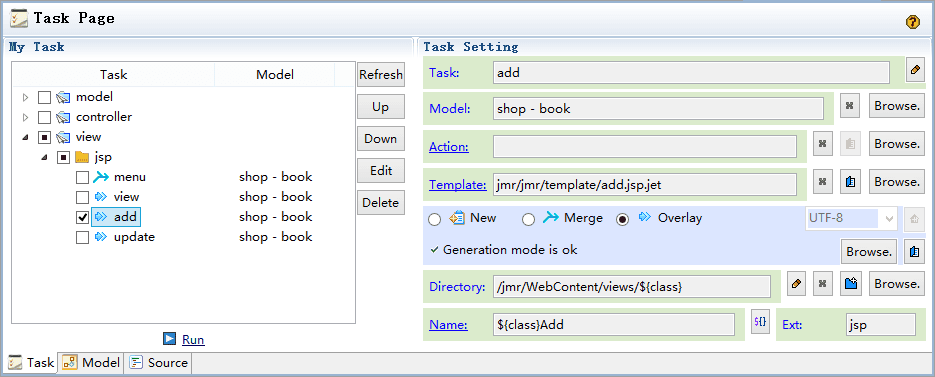 Task Page
My Task
Task Model
model
controller
view
jsp
menu shop - book
view shop - book
add shop - book
update shop - book
Refresh
Up
Down
Edit
Delete
Run
Task Setting
Task: add
Model: shop - book Browse.
Action: Browse.
Template: jmr/jmr/template/add.jsp.jet Browse.
New Merge Overlay UTF-8
Generation mode is ok Browse.
Directory: /jmr/WebContent/views/${class} Browse.
Name: ${class}Add ${} Ext: jsp
Task Model Source